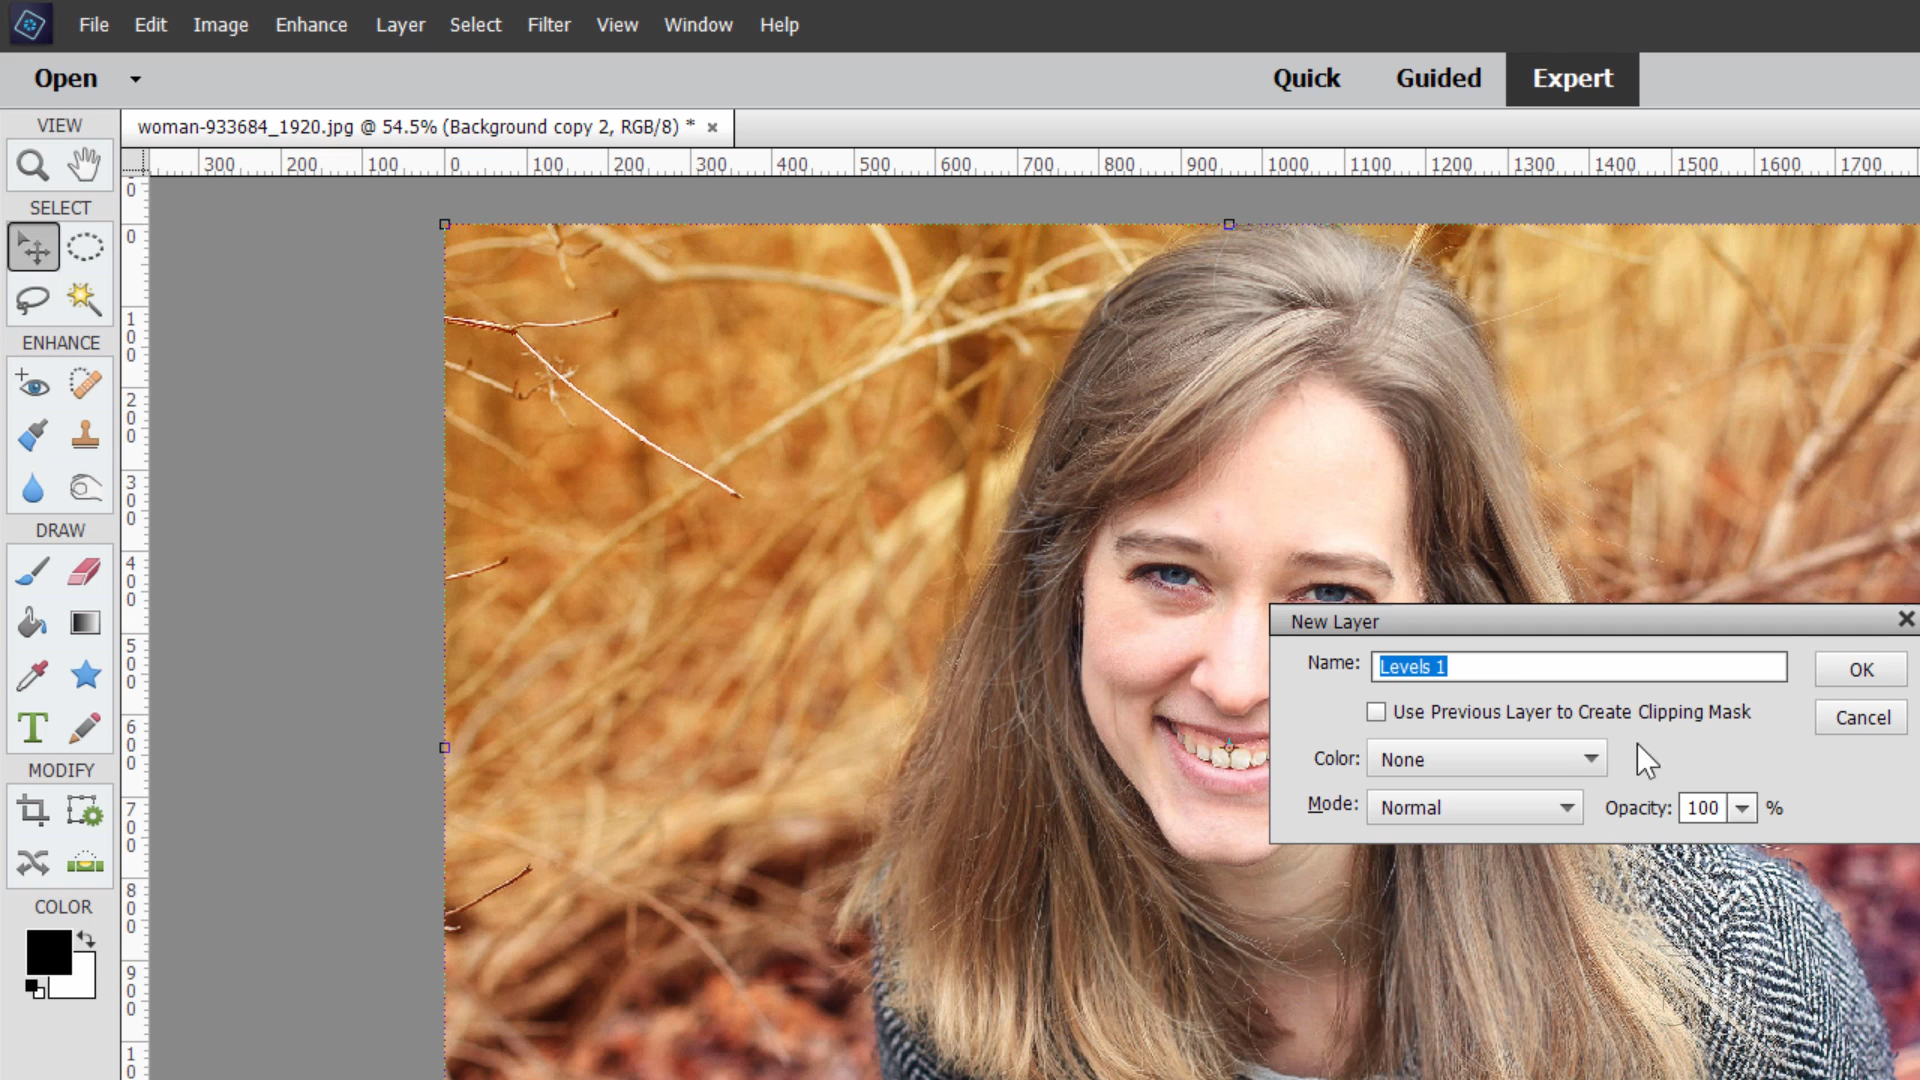 File Edit Image Enhance Layer Select Filter View Window Help
Open Quick Guided Expert
VIEW
woman-933684_1920.jpg @ 54.5% (Background copy 2, RGB/8) * ×
300 200 100 0 100 200 300 400 500 600 700 800 900 1000 1100 1200 1300 1400 1500 1600 1700
0
SELECT
0
100
ENHANCE
200
300
DRAW
400
500
New Layer
Name: Levels 1 OK
T
Use Previous Layer to Create Clipping Mask Cancel
600
Color: None
MODIFY
Mode: Normal Opacity: 100 %
700
800
COLOR
900
10